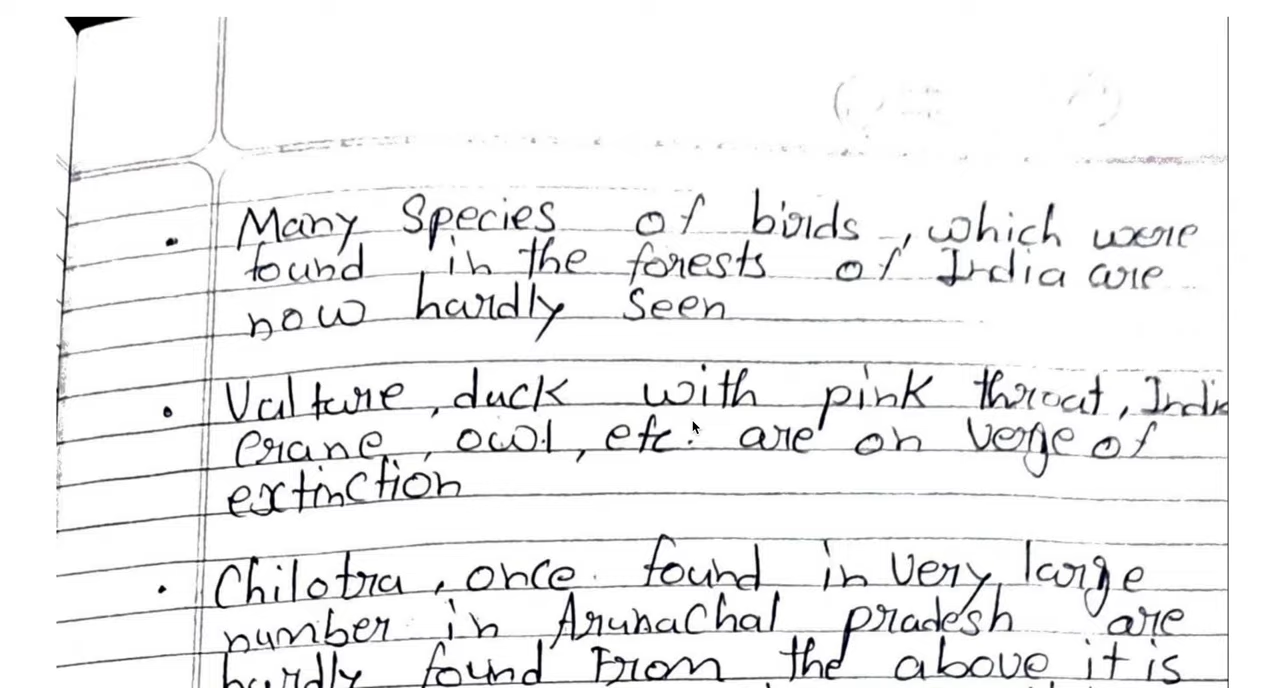 Many Species of birds, which were
found in the forests of India are
now hardly seen
Valture, duck with pink throat, India
crane, owl, etc. are on verge of
extinction
Chilotra, once found in very large
number in Arunachal pradesh are
hardly found From the above it is